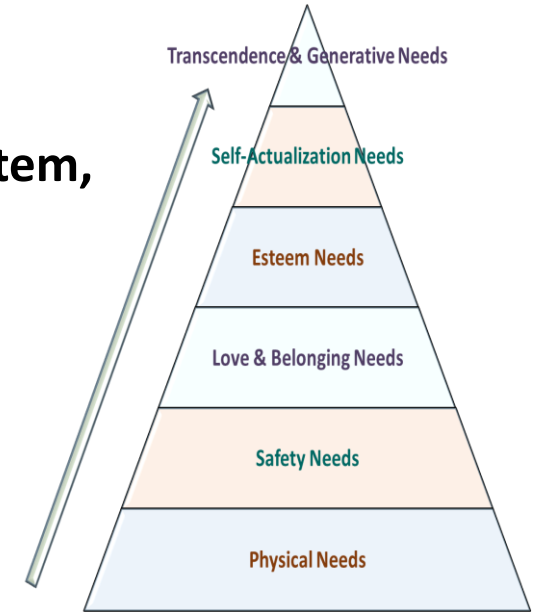 Transcendence & Generative Needs
tem,
Self-Actualization Needs
Esteem Needs
Love & Belonging Needs
Safety Needs
Physical Needs